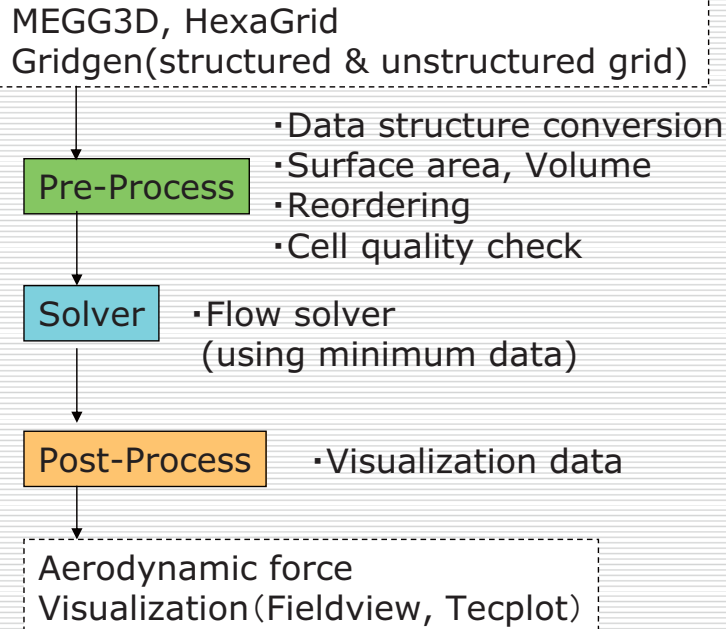 MEGG3D, HexaGrid
Gridgen(structured & unstructured grid)
・Data structure conversion
・Surface area, Volume
Pre-Process
・Reordering
・Cell quality check
Solver
・Flow solver
(using minimum data)
Post-Process
・Visualization data
Aerodynamic force
Visualization（Fieldview, Tecplot）